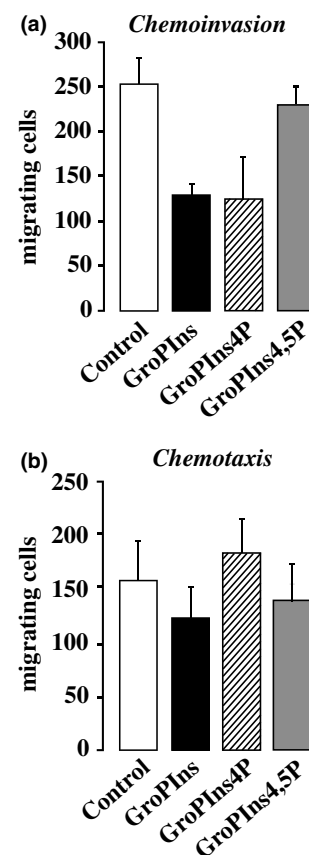 (a) Chemoinvasion
300
250
200
150
100
50
0
migrating cells
Control
GroPIns
GroPIns4P
GroPIns4,5P
(b) Chemotaxis
250
200
150
100
50
0
migrating cells
Control
GroPIns
GroPIns4P
GroPIns4,5P